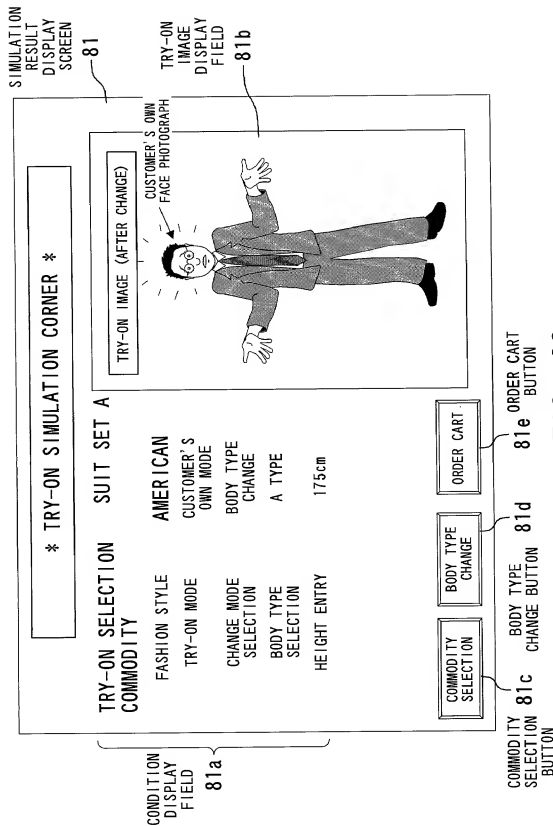 SIMULATION
RESULT
DISPLAY
SCREEN
81
* TRY-ON SIMULATION CORNER *
TRY-ON
IMAGE
DISPLAY
FIELD
81b
CONDITION
DISPLAY
FIELD
81a
TRY-ON SELECTION
COMMODITY
SUIT SET A
FASHION STYLE
AMERICAN
TRY-ON MODE
CUSTOMER'S
OWN MODE
CHANGE MODE
SELECTION
BODY TYPE
CHANGE
BODY TYPE
SELECTION
A TYPE
HEIGHT ENTRY
175cm
TRY-ON IMAGE (AFTER CHANGE)
CUSTOMER'S OWN
FACE PHOTOGRAPH
COMMODITY
SELECTION
BODY TYPE
CHANGE
ORDER CART
81c
COMMODITY
SELECTION
BUTTON
81d
BODY TYPE
CHANGE BUTTON
81e
ORDER CART
BUTTON